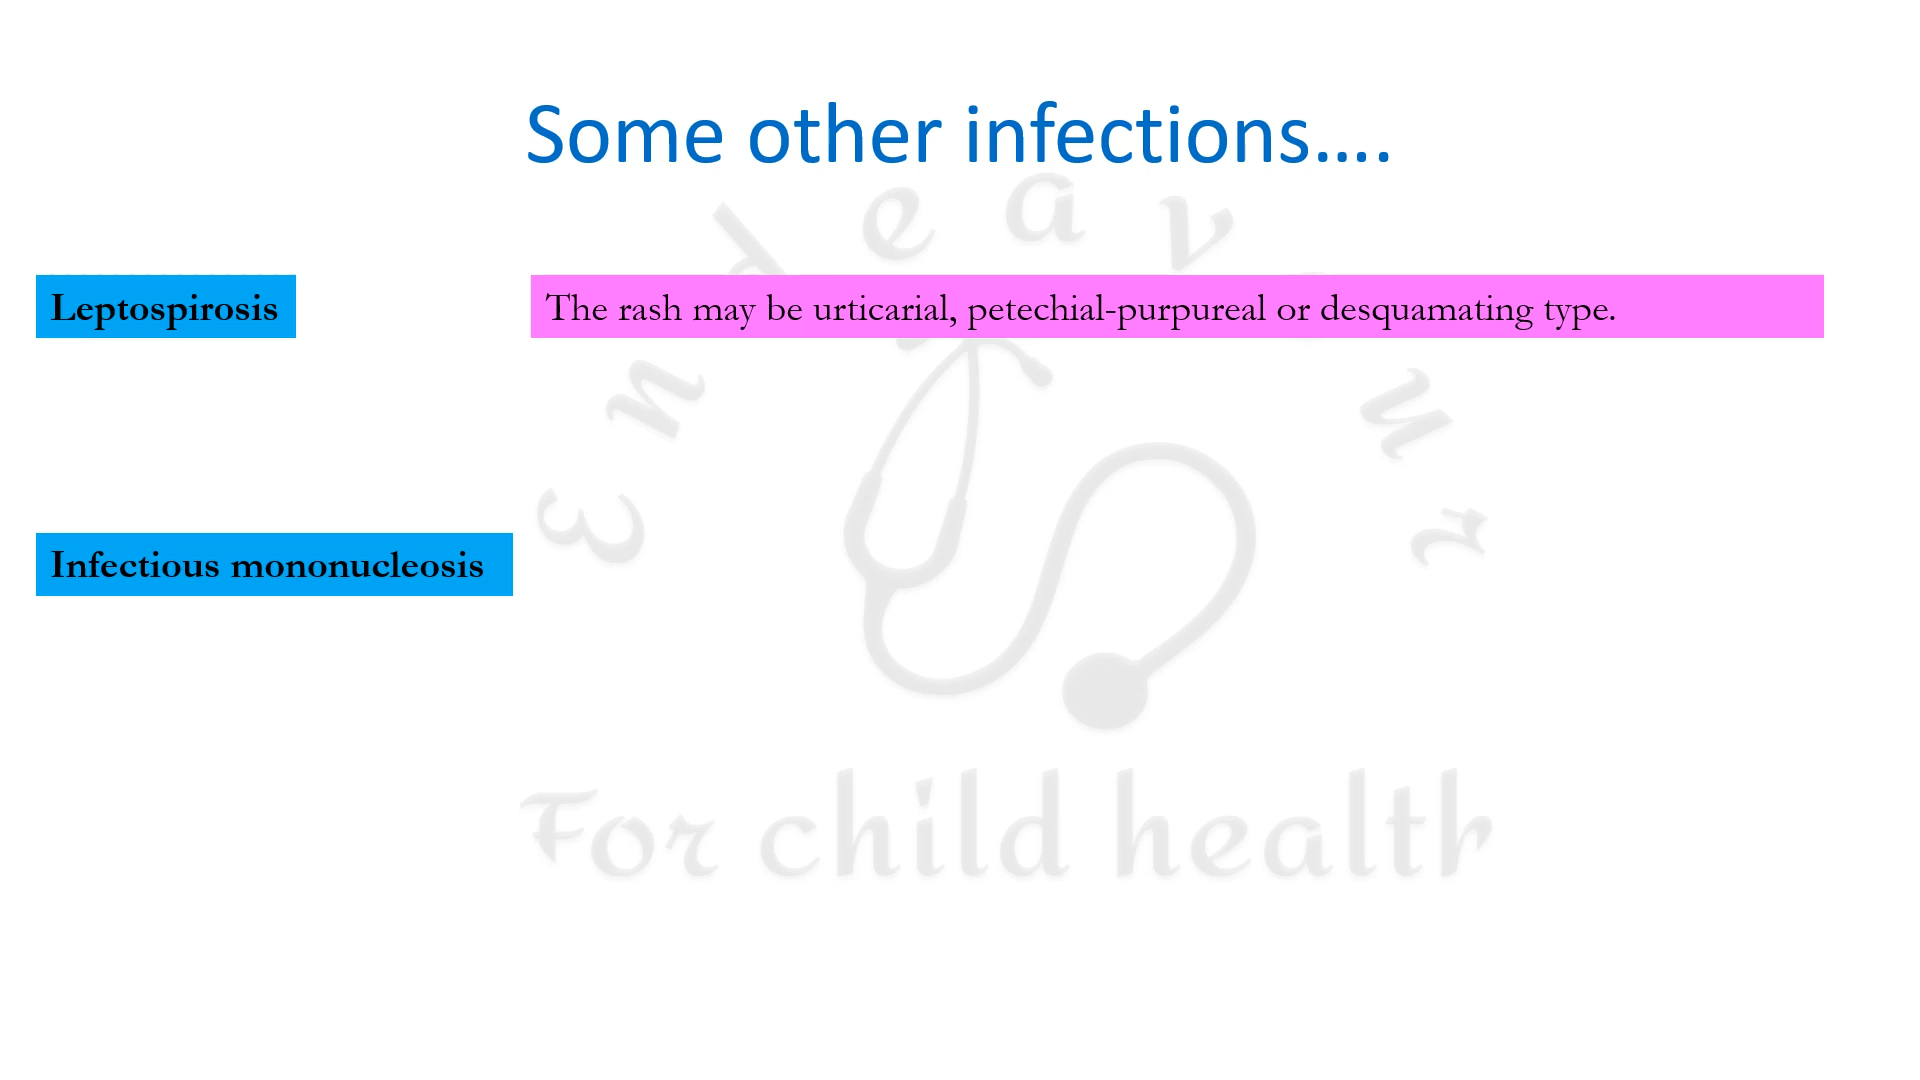 Some other infections....
Leptospirosis
The rash may be urticarial, petechial-purpureal or desquamating type.
Infectious mononucleosis
Endeavour
For child health